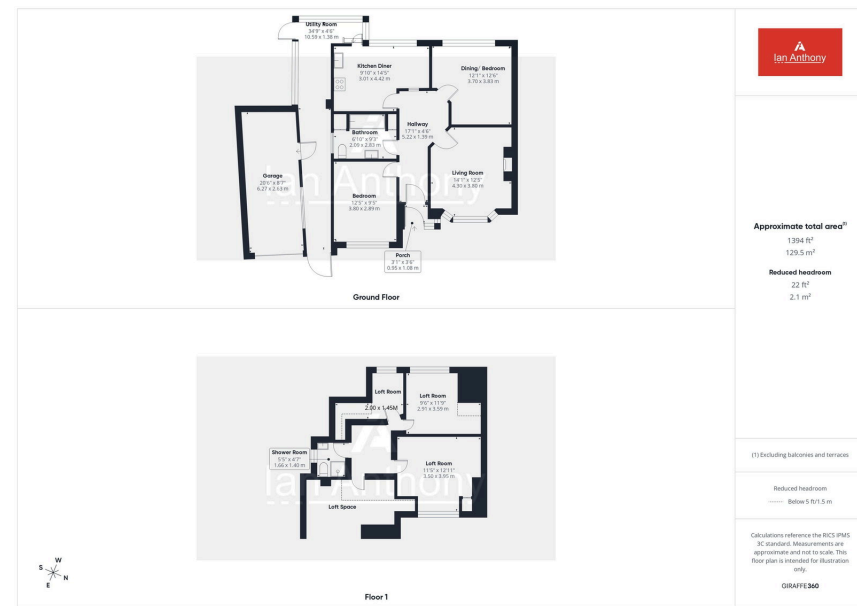 Utility Room
34'9" x 4'6"
10.59 x 1.38 m
Kitchen Diner
9'10" x 14'5"
3.01 x 4.42 m
Dining/ Bedroom
12'1" x 12'6"
3.70 x 3.83 m
Hallway
17'1" x 4'6"
5.22 x 1.39 m
Bathroom
6'10" x 9'3"
2.09 x 2.83 m
Garage
20'6" x 8'7"
6.27 x 2.63 m
Living Room
14'1" x 12'5"
4.30 x 3.80 m
Bedroom
12'5" x 9'5"
3.80 x 2.89 m
Porch
3'1" x 3'6"
0.95 x 1.08 m
Ian Anthony
Ground Floor
Loft Room
2.00 x 1.45M
Loft Room
9'6" x 11'9"
2.91 x 3.59 m
Shower Room
5'5" x 4'7"
1.66 x 1.40 m
Loft Room
11'5" x 12'11"
3.50 x 3.95 m
Loft Space
Ian Anthony
W
S
N
E
Floor 1
Ian Anthony
Approximate total area(1)
1394 ft²
129.5 m²
Reduced headroom
22 ft²
2.1 m²
(1) Excluding balconies and terraces
Reduced headroom
Below 5 ft/1.5 m
Calculations reference the RICS IPMS
3C standard. Measurements are
approximate and not to scale. This
floor plan is intended for illustration
only.
GIRAFFE360